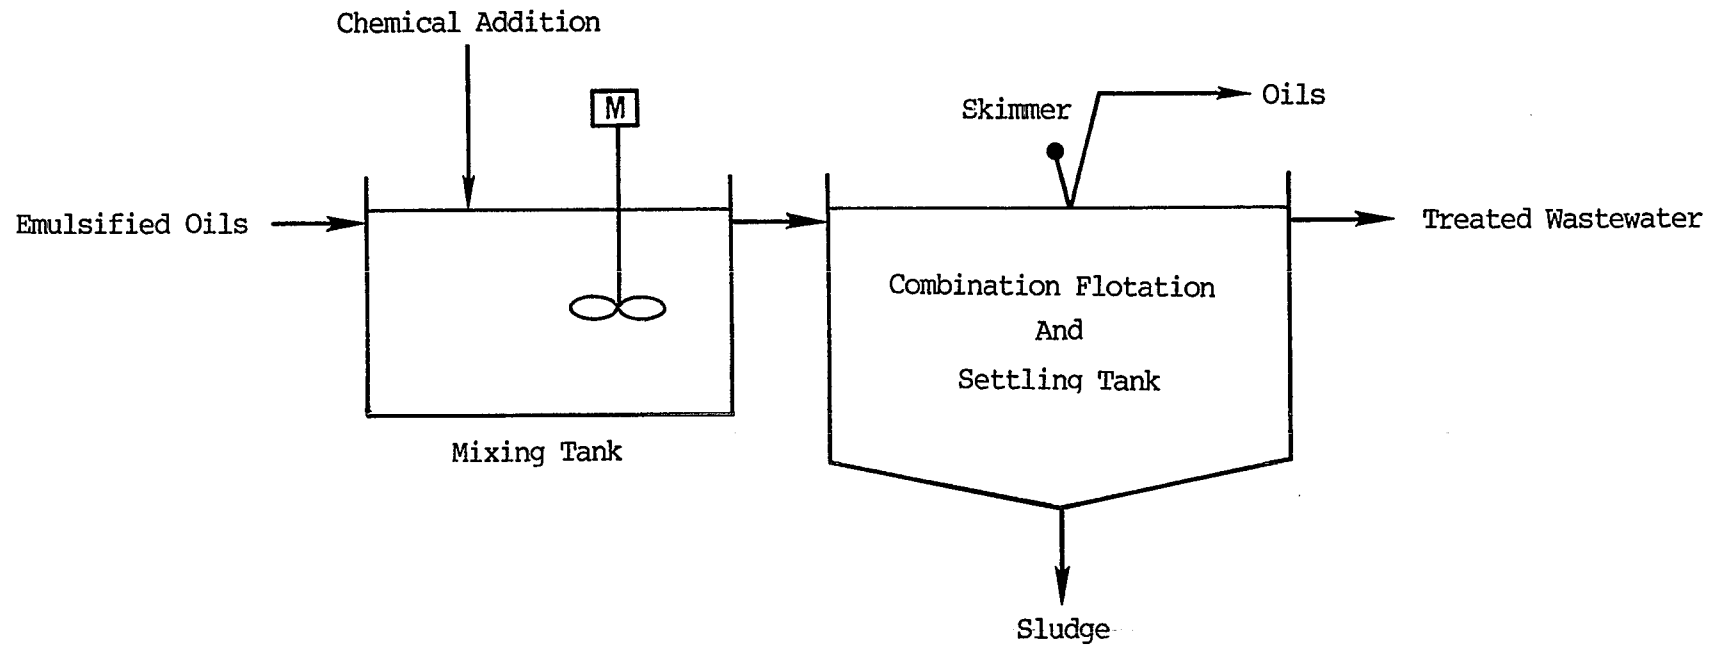 Chemical Addition
M
Skimmer
Oils
Emulsified Oils
Treated Wastewater
Combination Flotation
And
Settling Tank
Mixing Tank
Sludge